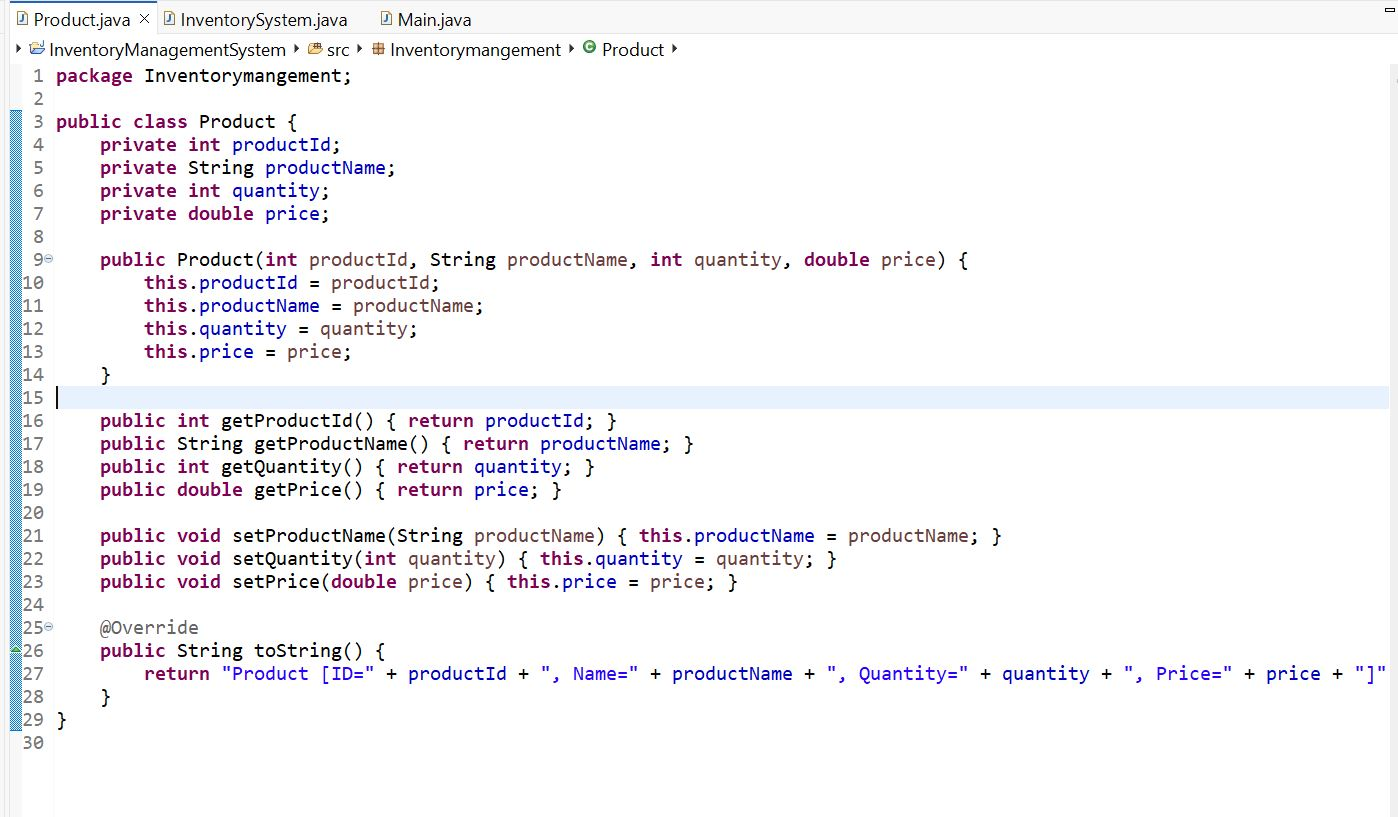 Product.java InventorySystem.java Main.java
InventoryManagementSystem src Inventorymangement Product
1 package Inventorymangement;
2
3 public class Product {
4     private int productId;
5     private String productName;
6     private int quantity;
7     private double price;
8
9     public Product(int productId, String productName, int quantity, double price) {
10         this.productId = productId;
11         this.productName = productName;
12         this.quantity = quantity;
13         this.price = price;
14     }
15
16     public int getProductId() { return productId; }
17     public String getProductName() { return productName; }
18     public int getQuantity() { return quantity; }
19     public double getPrice() { return price; }
20
21     public void setProductName(String productName) { this.productName = productName; }
22     public void setQuantity(int quantity) { this.quantity = quantity; }
23     public void setPrice(double price) { this.price = price; }
24
25     @Override
26     public String toString() {
27         return "Product [ID=" + productId + ", Name=" + productName + ", Quantity=" + quantity + ", Price=" + price + "]"
28     }
29 }
30